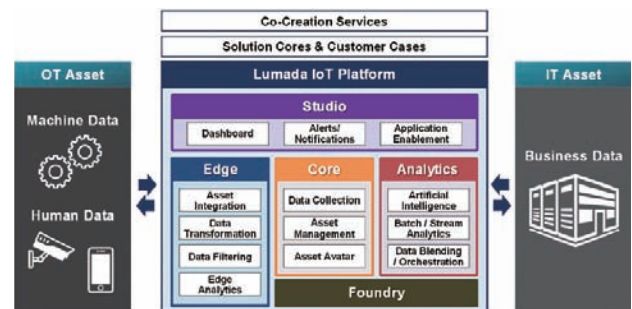 Co-Creation Services
Solution Cores & Customer Cases
OT Asset
Machine Data
Human Data
Lumada IoT Platform
Studio
Dashboard
Alerts/
Notifications
Application
Enablement
Edge
Asset
Integration
Data
Transformation
Data Filtering
Edge
Analytics
Core
Data Collection
Asset
Management
Asset Avatar
Analytics
Artificial
Intelligence
Batch / Stream
Analytics
Data Blending
/ Orchestration
Foundry
IT Asset
Business Data